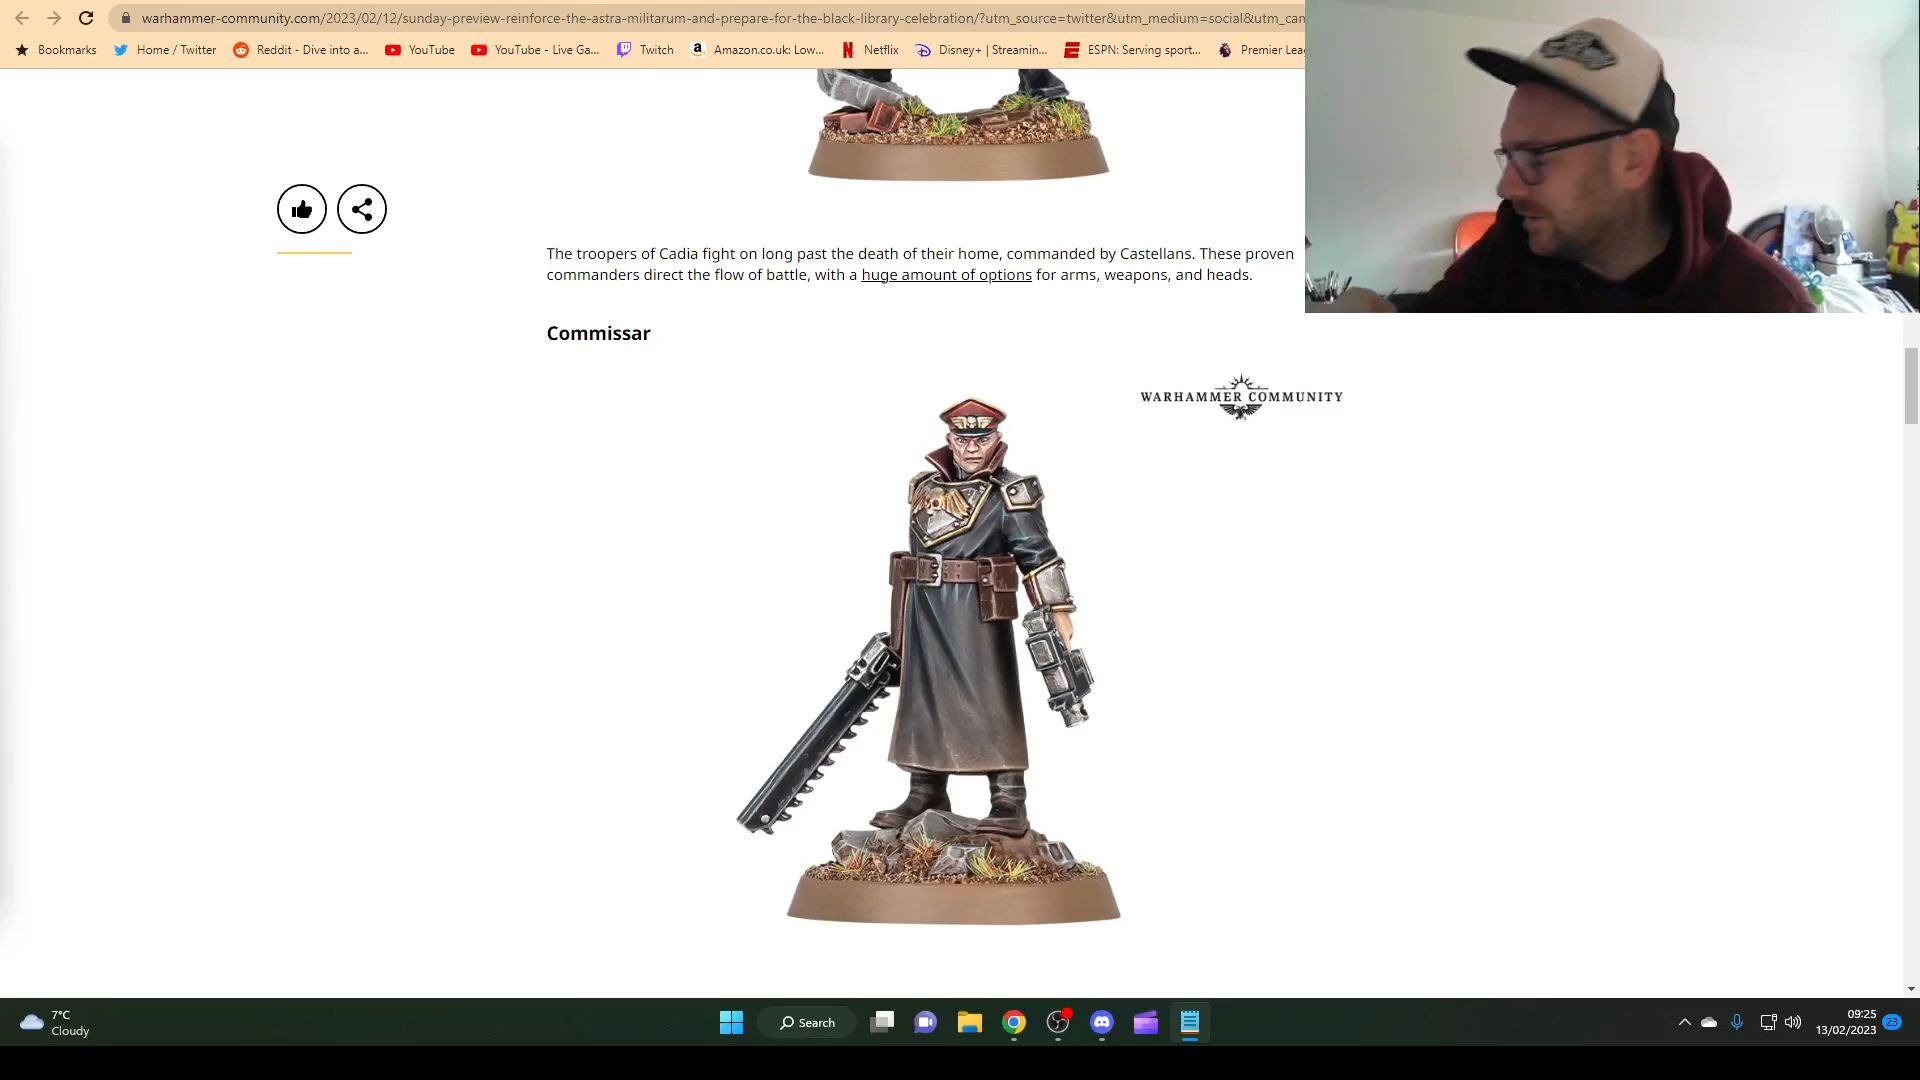 warhammer-community.com/2023/02/12/sunday-preview-reinforce-the-astra-militarum-and-prepare-for-the-black-library-celebration/?utm_source=twitter&utm_medium=social&utm_can
Bookmarks Home / Twitter Reddit - Dive into a... YouTube YouTube - Live Ga... Twitch Amazon.co.uk: Low... Netflix Disney+ | Streamin... ESPN: Serving sport... Premier Lea
The troopers of Cadia fight on long past the death of their home, commanded by Castellans. These proven
commanders direct the flow of battle, with a huge amount of options for arms, weapons, and heads.
Commissar
WARHAMMER COMMUNITY
7°C
Cloudy
Search
09:25
13/02/2023
23